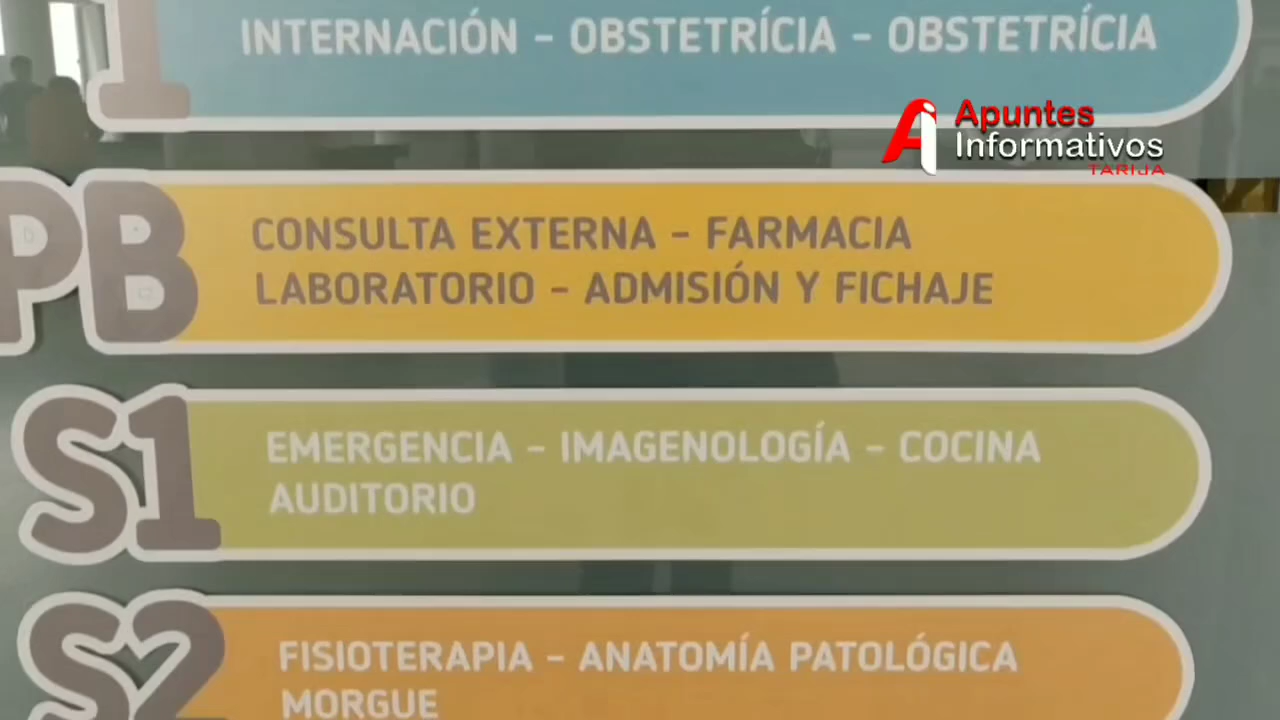 1
INTERNACIÓN - OBSTETRÍCIA - OBSTETRÍCIA
Apuntes
Informativos
TARIJA
PB
CONSULTA EXTERNA - FARMACIA
LABORATORIO - ADMISIÓN Y FICHAJE
S1
EMERGENCIA - IMAGENOLOGÍA - COCINA
AUDITORIO
S2
FISIOTERAPIA - ANATOMÍA PATOLÓGICA
MORGUE